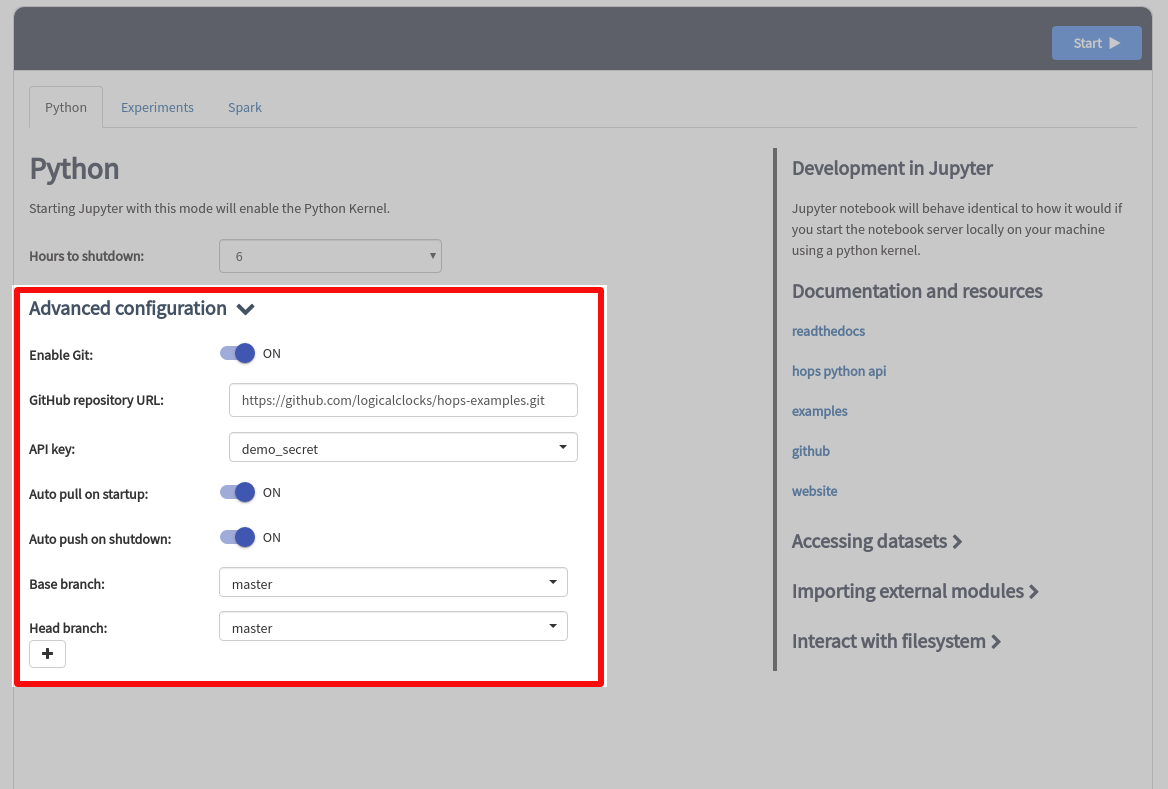 Start
Python
Experiments
Spark
Python
Starting Jupyter with this mode will enable the Python Kernel.
Hours to shutdown:
6
Advanced configuration
Enable Git:
ON
GitHub repository URL:
https://github.com/logicalclocks/hops-examples.git
API key:
demo_secret
Auto pull on startup:
ON
Auto push on shutdown:
ON
Base branch:
master
Head branch:
master
+
Development in Jupyter
Jupyter notebook will behave identical to how it would if
you start the notebook server locally on your machine
using a python kernel.
Documentation and resources
readthedocs
hops python api
examples
github
website
Accessing datasets
Importing external modules
Interact with filesystem